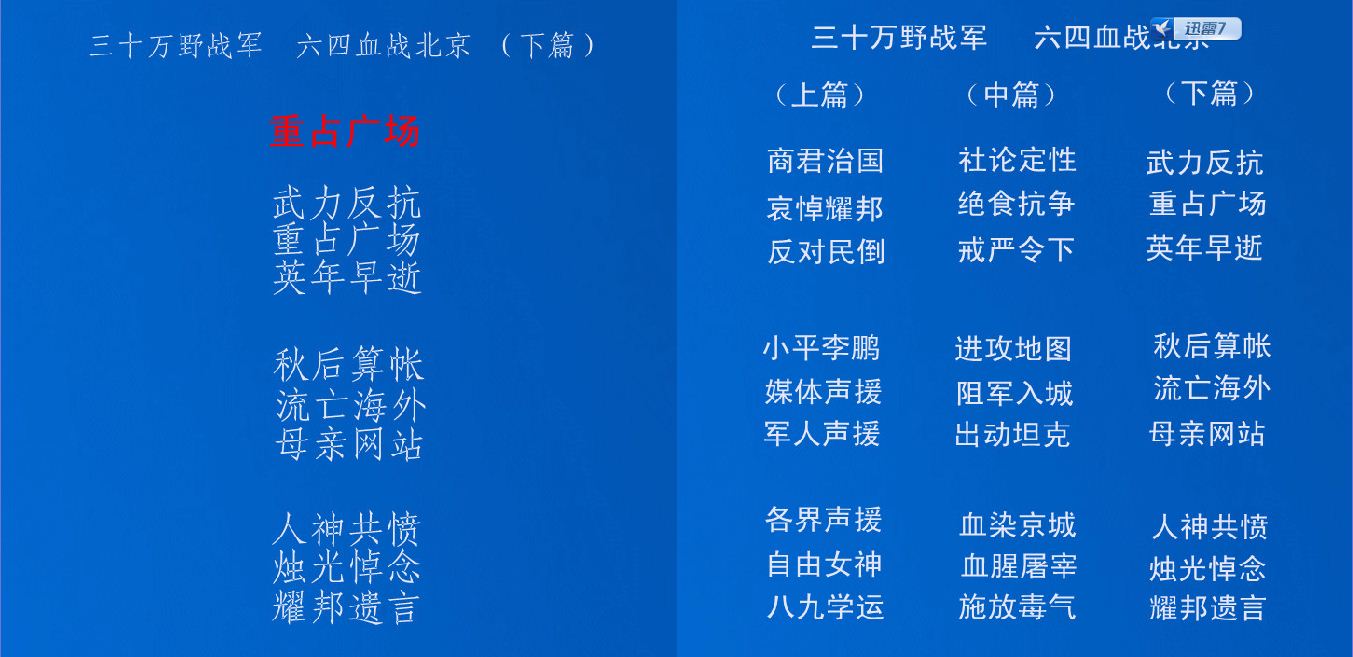 三十万野战军 六四血战北京 （下篇）
重占广场
武力反抗
重占广场
英年早逝
秋后算帐
流亡海外
母亲网站
人神共愤
烛光悼念
耀邦遗言
三十万野战军 六四血战北京
迅雷7
（上篇） （中篇） （下篇）
商君治国 社论定性 武力反抗
哀悼耀邦 绝食抗争 重占广场
反对民倒 戒严令下 英年早逝
小平李鹏 进攻地图 秋后算帐
媒体声援 阻军入城 流亡海外
军人声援 出动坦克 母亲网站
各界声援 血染京城 人神共愤
自由女神 血腥屠宰 烛光悼念
八九学运 施放毒气 耀邦遗言